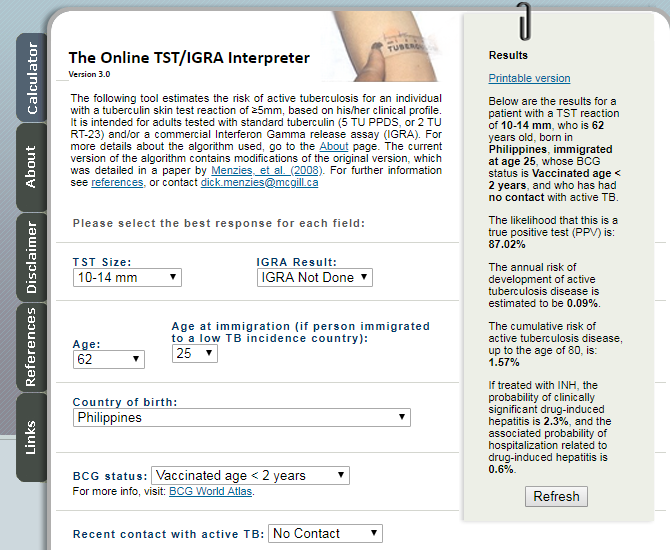 Calculator
About
Disclaimer
References
Links
The Online TST/IGRA Interpreter
Version 3.0
TUBER
The following tool estimates the risk of active tuberculosis for an individual
with a tuberculin skin test reaction of ≥5mm, based on his/her clinical profile.
It is intended for adults tested with standard tuberculin (5 TU PPDS, or 2 TU
RT-23) and/or a commercial Interferon Gamma release assay (IGRA). For
more details about the algorithm used, go to the About page. The current
version of the algorithm contains modifications of the original version, which
was detailed in a paper by Menzies, et al. (2008). For further information
see references, or contact dick.menzies@mcgill.ca
Please select the best response for each field:
TST Size:
10-14 mm
IGRA Result:
IGRA Not Done
Age:
62
Age at immigration (if person immigrated
to a low TB incidence country):
25
Country of birth:
Philippines
BCG status: Vaccinated age < 2 years
For more info, visit: BCG World Atlas.
Recent contact with active TB: No Contact
Results
Printable version
Below are the results for a
patient with a TST reaction
of 10-14 mm, who is 62
years old, born in
Philippines, immigrated
at age 25, whose BCG
status is Vaccinated age <
2 years, and who has had
no contact with active TB.
The likelihood that this is a
true positive test (PPV) is:
87.02%
The annual risk of
development of active
tuberculosis disease is
estimated to be 0.09%.
The cumulative risk of
active tuberculosis disease,
up to the age of 80, is:
1.57%
If treated with INH, the
probability of clinically
significant drug-induced
hepatitis is 2.3%, and the
associated probability of
hospitalization related to
drug-induced hepatitis is
0.6%.
Refresh